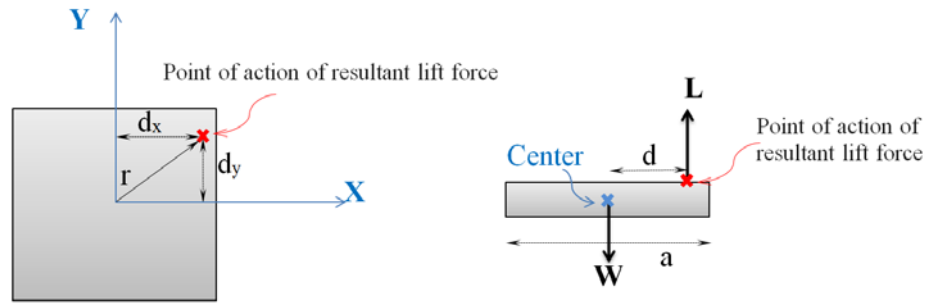 Y
Point of action of resultant lift force
dx
r
dy
X
L
Point of action of
resultant lift force
Center
d
a
W